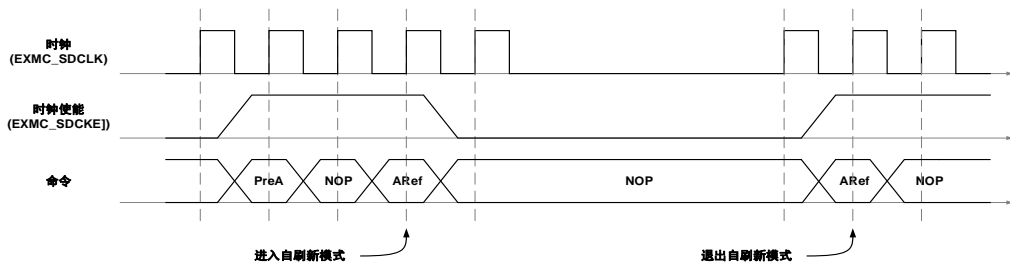 时钟
(EXMC_SDCLK)
时钟使能
(EXMC_SDCKE])
命令
PreA
NOP
ARef
NOP
ARef
NOP
进入自刷新模式
退出自刷新模式